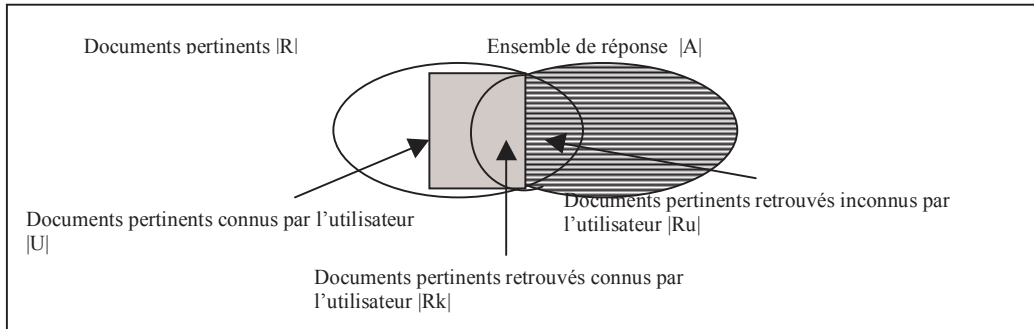 Documents pertinents |R|
Ensemble de réponse |A|
Documents pertinents retrouvés inconnus par
l'utilisateur |Ru|
Documents pertinents connus par l'utilisateur
|U|
Documents pertinents retrouvés connus par
l'utilisateur |Rk|